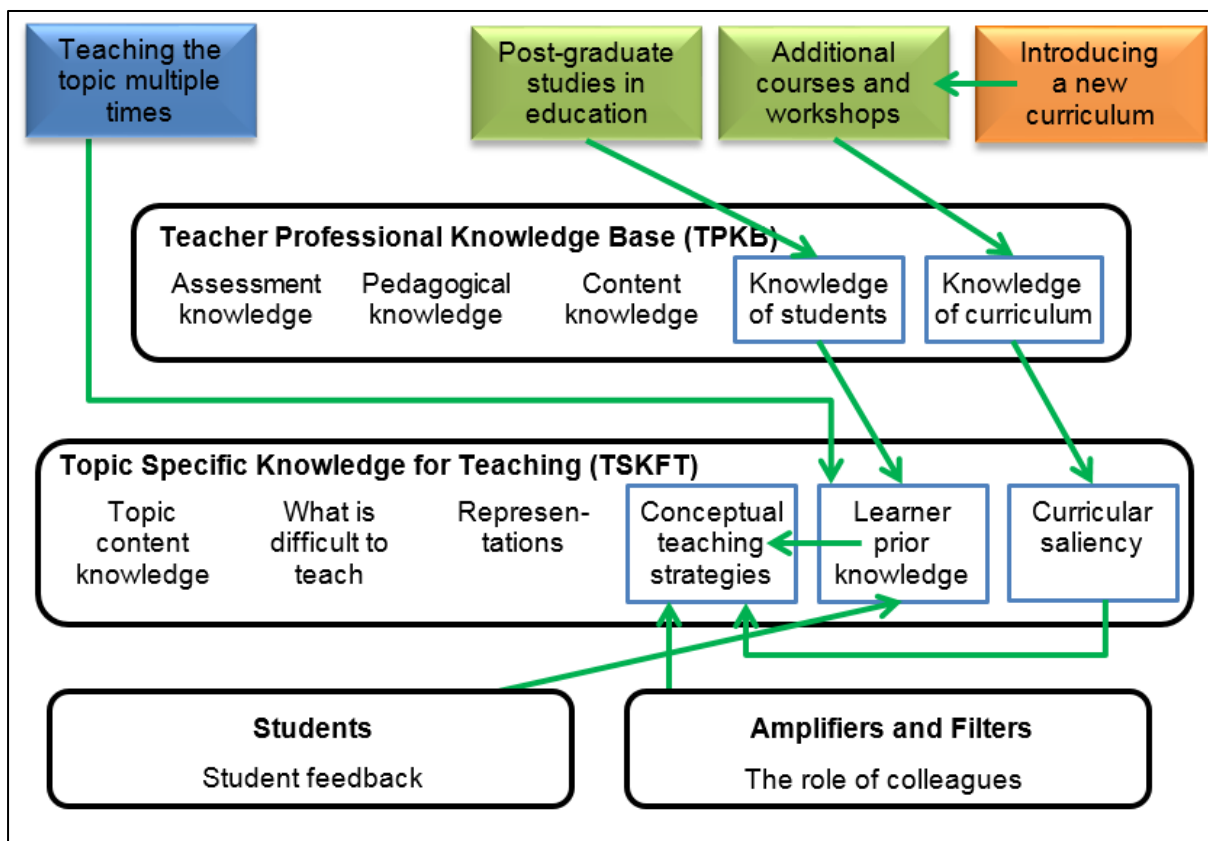 Teaching the
topic multiple
times
Post-graduate
studies in
education
Additional
courses and
workshops
Introducing
a new
curriculum
Teacher Professional Knowledge Base (TPKB)
Assessment
knowledge
Pedagogical
knowledge
Content
knowledge
Knowledge
of students
Knowledge
of curriculum
Topic Specific Knowledge for Teaching (TSKFT)
Topic
content
knowledge
What is
difficult to
teach
Represen-
tations
Conceptual
teaching
strategies
Learner
prior
knowledge
Curricular
saliency
Students
Student feedback
Amplifiers and Filters
The role of colleagues